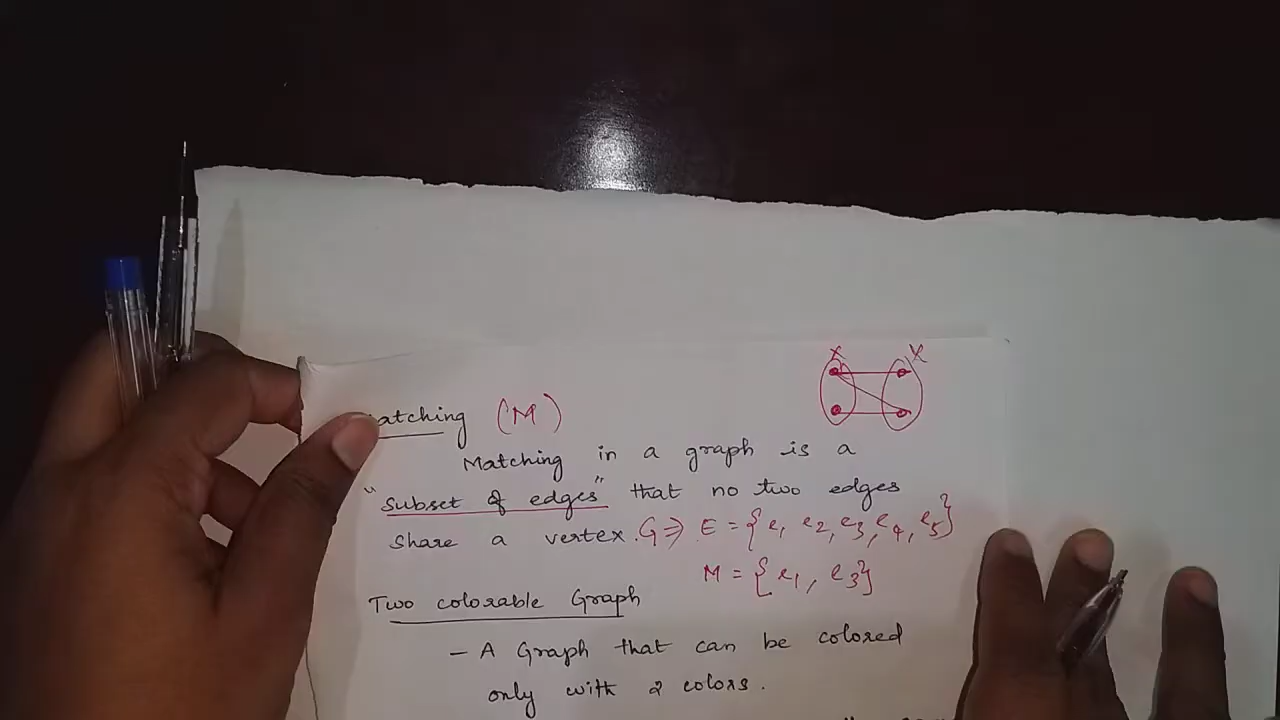 X Y
atching (M)
Matching in a graph is a
"subset of edges" that no two edges
share a vertex. G ⇒ E = {e1 e2, e3, e4, e5}
M = {e1, e3}
Two colorable Graph
– A Graph that can be colored
only with 2 colors.